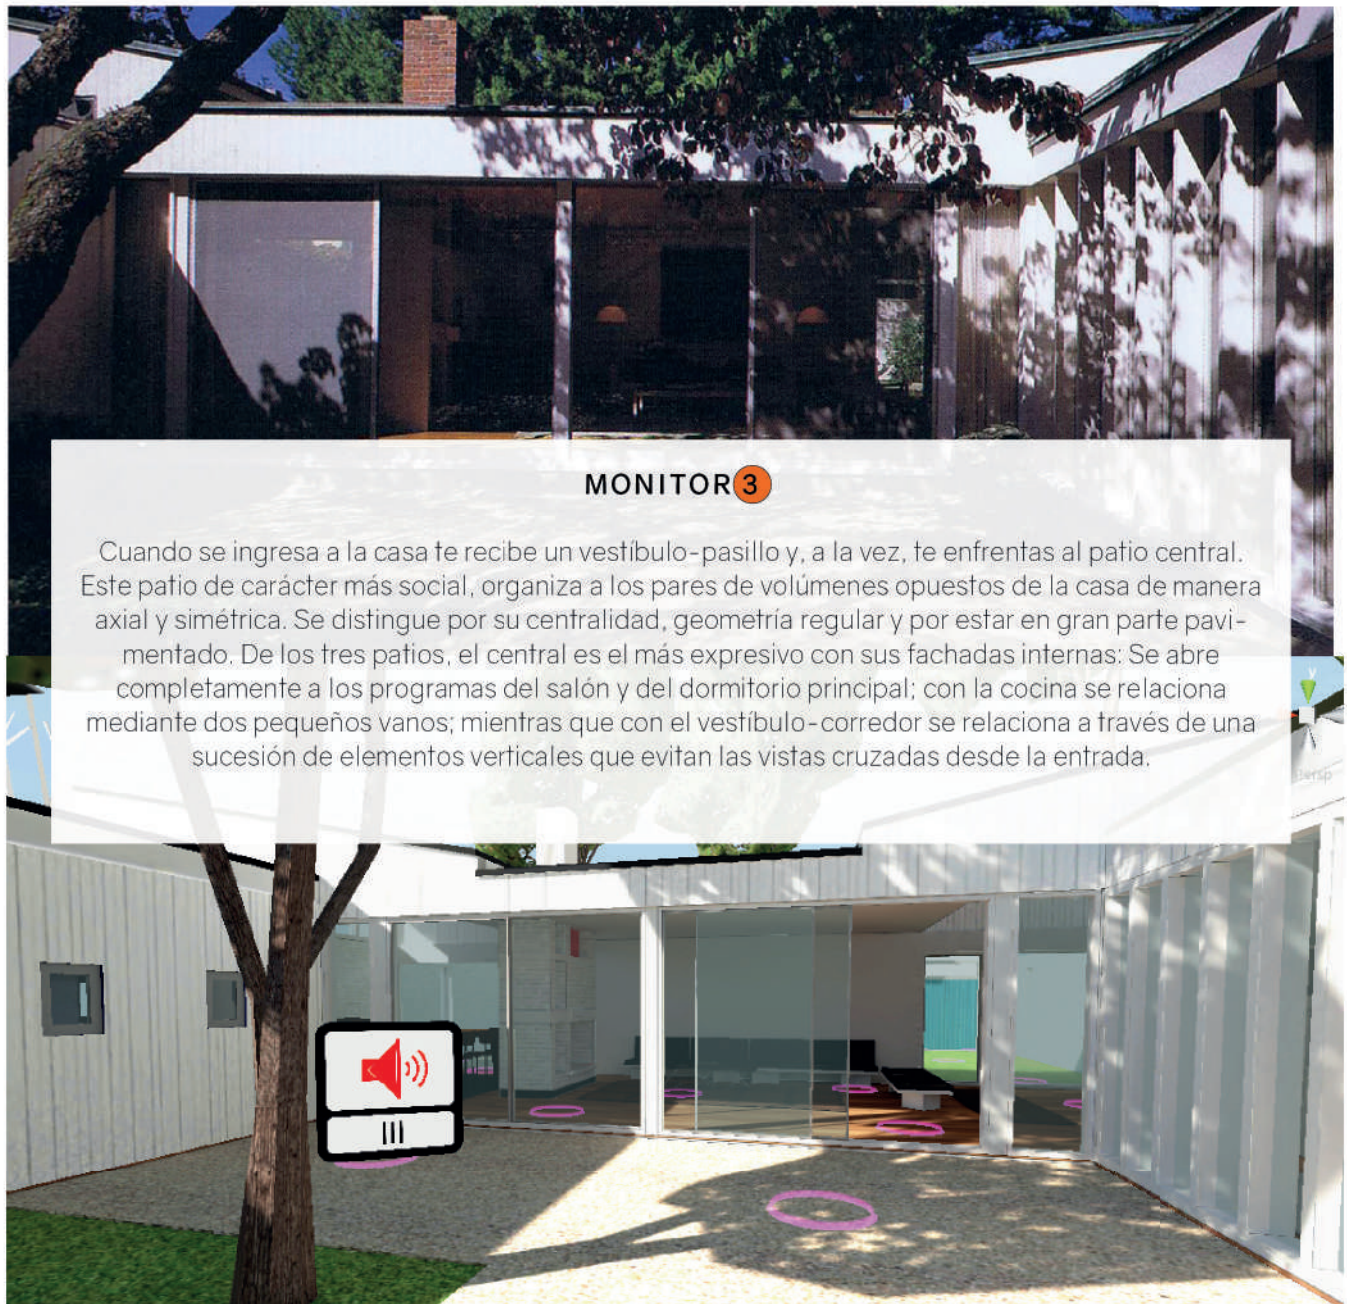 MONITOR 3
Cuando se ingresa a la casa te recibe un vestíbulo-pasillo y, a la vez, te enfrentas al patio central.
Este patio de carácter más social, organiza a los pares de volúmenes opuestos de la casa de manera
axial y simétrica. Se distingue por su centralidad, geometría regular y por estar en gran parte pavi-
mentado. De los tres patios, el central es el más expresivo con sus fachadas internas: Se abre
completamente a los programas del salón y del dormitorio principal; con la cocina se relaciona
mediante dos pequeños vanos; mientras que con el vestíbulo-corredor se relaciona a través de una
sucesión de elementos verticales que evitan las vistas cruzadas desde la entrada.
y
Persp